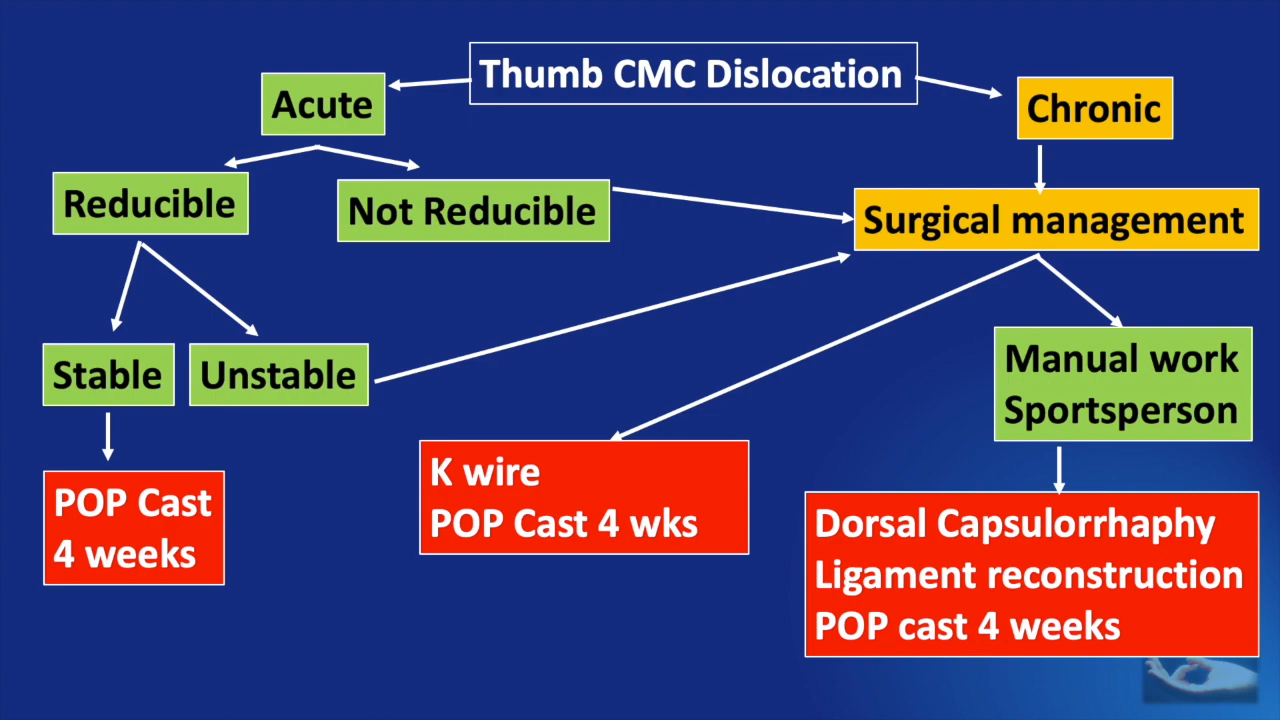 Thumb CMC Dislocation
Acute
Chronic
Reducible
Not Reducible
Surgical management
Stable
Unstable
Manual work
Sportsperson
POP Cast
4 weeks
K wire
POP Cast 4 wks
Dorsal Capsulorrhaphy
Ligament reconstruction
POP cast 4 weeks